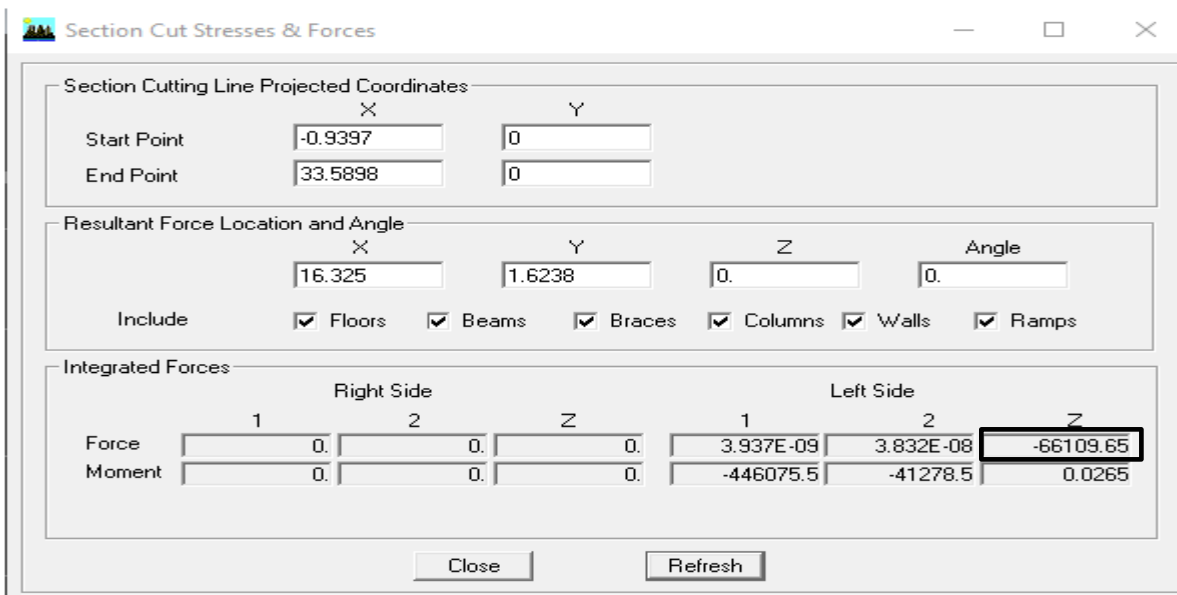 Section Cut Stresses & Forces
Section Cutting Line Projected Coordinates
X Y
Start Point -0.9397 0
End Point 33.5898 0
Resultant Force Location and Angle
X Y Z Angle
16.325 1.6238 0. 0.
Include Floors Beams Braces Columns Walls Ramps
Integrated Forces
Right Side Left Side
1 2 Z 1 2 Z
Force 0. 0. 0. 3.937E-09 3.832E-08 -66109.65
Moment 0. 0. 0. -446075.5 -41278.5 0.0265
Close Refresh